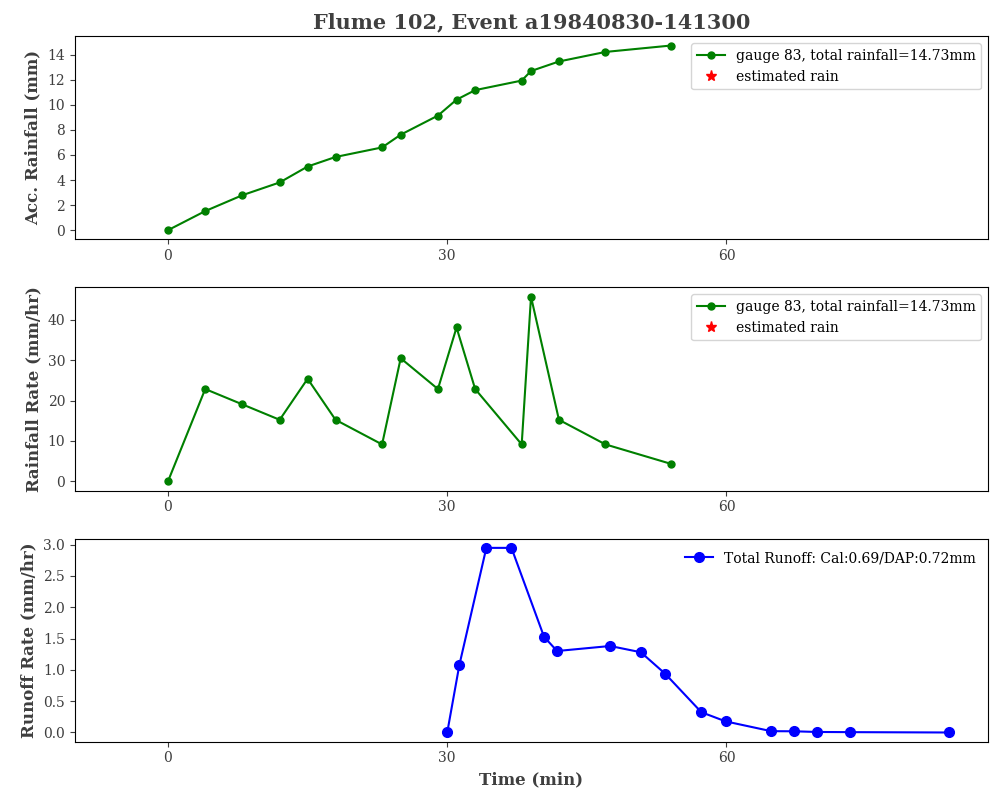 Flume 102, Event a19840830-141300
Acc. Rainfall (mm)
14
12
10
8
6
4
2
0
gauge 83, total rainfall=14.73mm
estimated rain
0 30 60
Rainfall Rate (mm/hr)
40
30
20
10
0
gauge 83, total rainfall=14.73mm
estimated rain
0 30 60
Runoff Rate (mm/hr)
3.0
2.5
2.0
1.5
1.0
0.5
0.0
Total Runoff: Cal:0.69/DAP:0.72mm
0 30 60
Time (min)